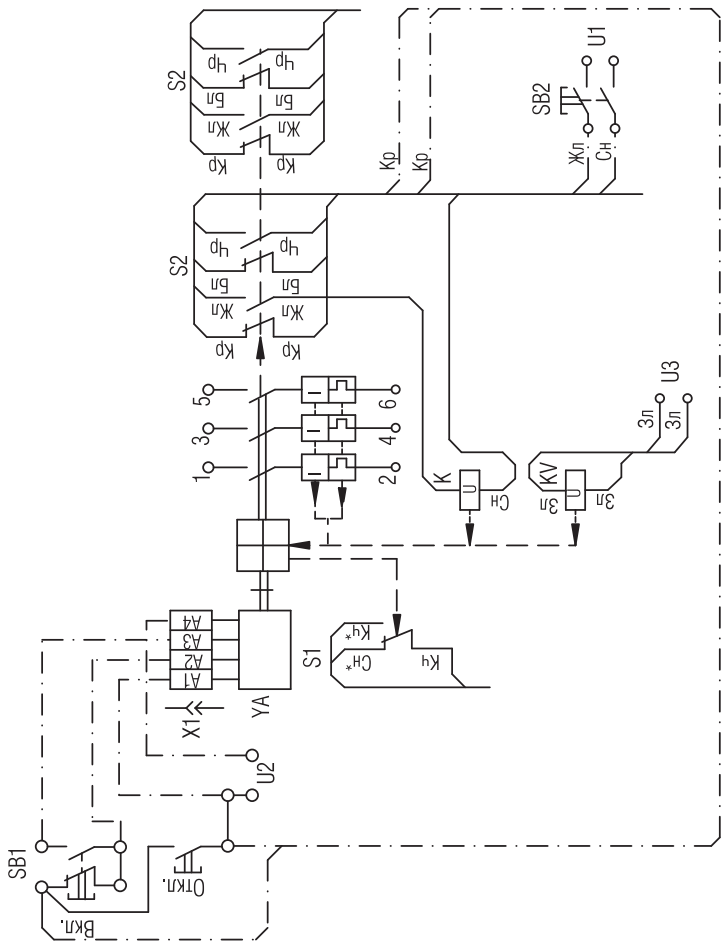 S2
Чр
Чр
Бл
Бл
Жл
Жл
Кр
Кр
U1
SB2
Жл
Сн
Кр
Кр
S2
Чр
Чр
Бл
Бл
Жл
Жл
Кр
Кр
5
6
3
4
1
2
U3
Зл
Зл
K
U
Сн
KV
U
Зл
Зл
A4
A3
A2
A1
X1
YA
S1
Кч*
Сн*
Кч
U2
SB1
Вкл.
Откл.